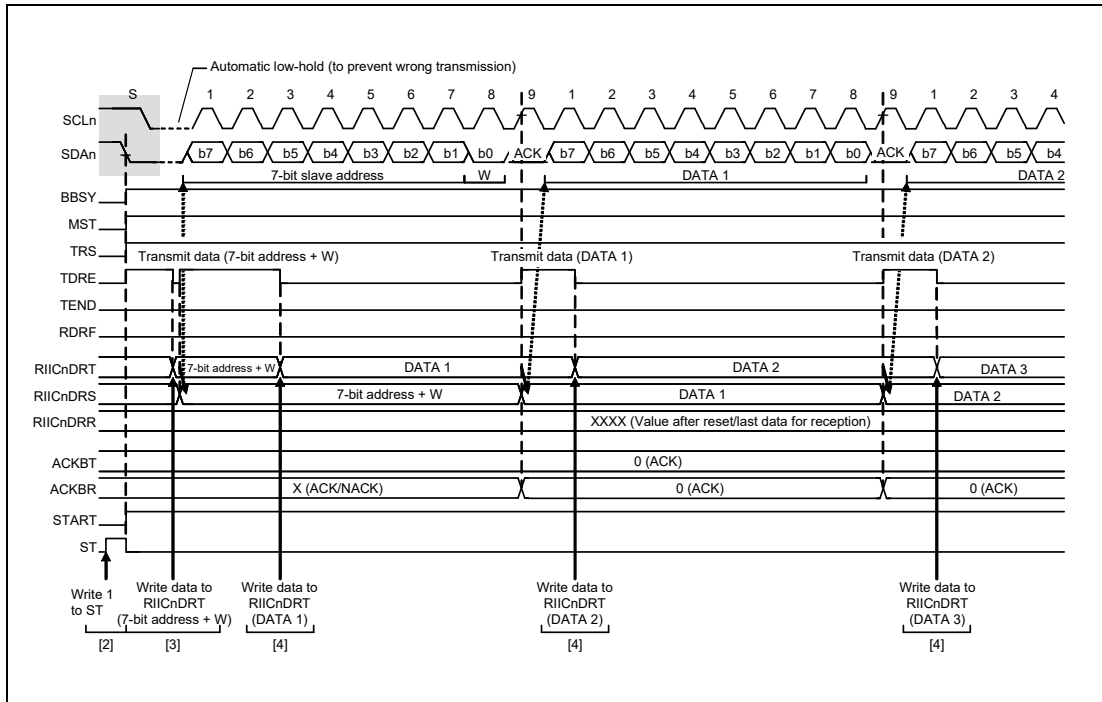 Automatic low-hold (to prevent wrong transmission)
S 1 2 3 4 5 6 7 8 9 1 2 3 4 5 6 7 8 9 1 2 3 4
SCLn
SDAn b7 b6 b5 b4 b3 b2 b1 b0 ACK b7 b6 b5 b4 b3 b2 b1 b0 ACK b7 b6 b5 b4
7-bit slave address W DATA 1 DATA 2
BBSY
MST
TRS
Transmit data (7-bit address + W) Transmit data (DATA 1) Transmit data (DATA 2)
TDRE
TEND
RDRF
RIICnDRT 7-bit address + W DATA 1 DATA 2 DATA 3
RIICnDRS 7-bit address + W DATA 1 DATA 2
RIICnDRR XXXX (Value after reset/last data for reception)
ACKBT 0 (ACK)
ACKBR X (ACK/NACK) 0 (ACK) 0 (ACK)
START
ST
Write 1 Write data to Write data to Write data to Write data to
to ST RIICnDRT RIICnDRT RIICnDRT RIICnDRT
(7-bit address + W) (DATA 1) (DATA 2) (DATA 3)
[2] [3] [4] [4] [4]